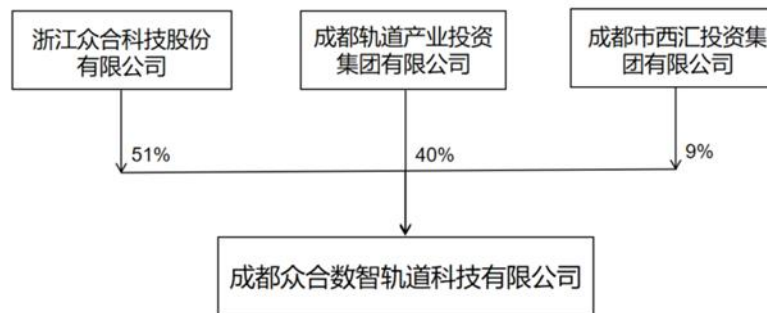 浙江众合科技股份
有限公司
成都轨道产业投资
集团有限公司
成都市西汇投资集
团有限公司
51%
40%
9%
成都众合数智轨道科技有限公司